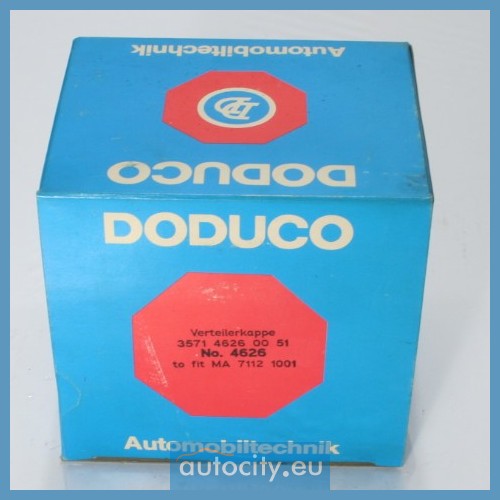 Automobiltechnik
DODUCO
DODUCO
Verteilerkappe
3571 4626 00 51
No. 4626
to fit MA 7112 1001
Automobiltechnik
autocity.eu